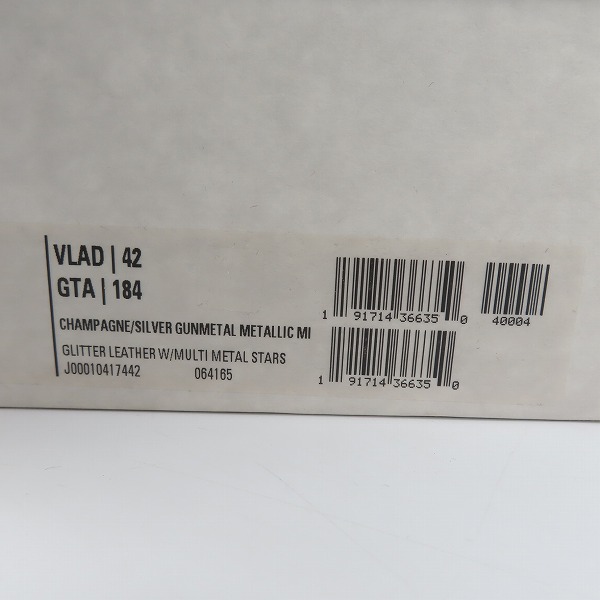 VLAD | 42
GTA | 184
CHAMPAGNE/SILVER GUNMETAL METALLIC MI
GLITTER LEATHER W/MULTI METAL STARS
J00010417442 064165
1 91714 36635 0
40004
1 91714 36635 0